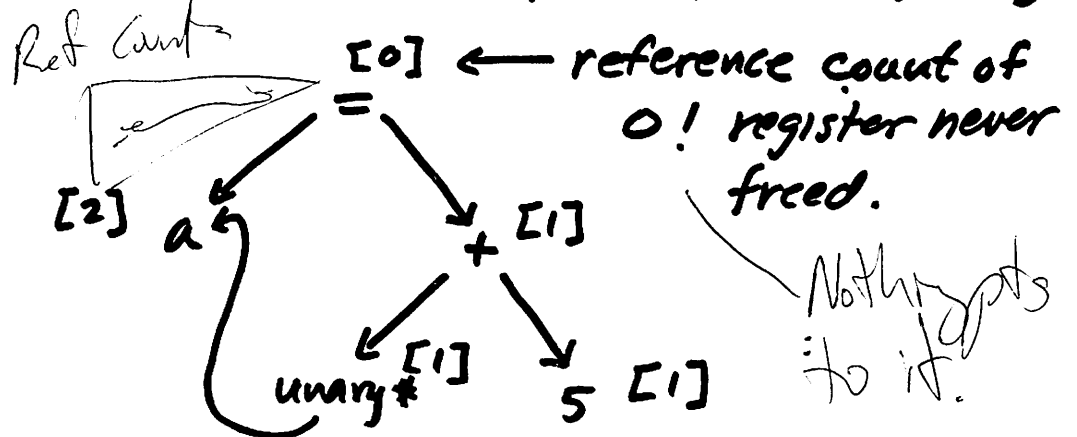 Ref Counts
[0] ← reference count of
= 0! register never
freed.
[2] a + [1]
Nothing pts
to it.
unary * [1] 5 [1]